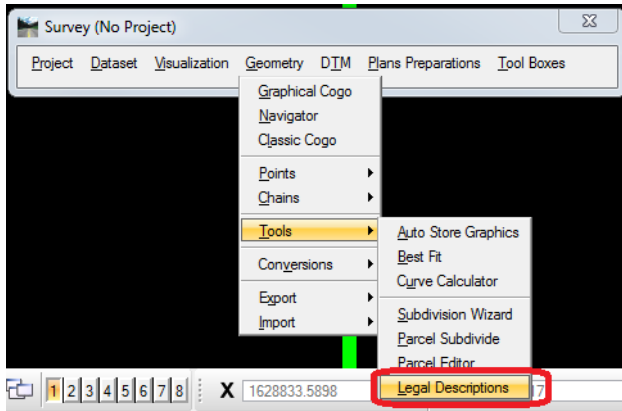 Survey (No Project)
Project Dataset Visualization Geometry DTM Plans Preparations Tool Boxes
Graphical Cogo
Navigator
Classic Cogo
Points
Chains
Tools
Auto Store Graphics
Best Fit
Conversions
Curve Calculator
Export
Subdivision Wizard
Import
Parcel Subdivide
Parcel Editor
1 2 3 4 5 6 7 8 X 1628833.5898 Legal Descriptions 17